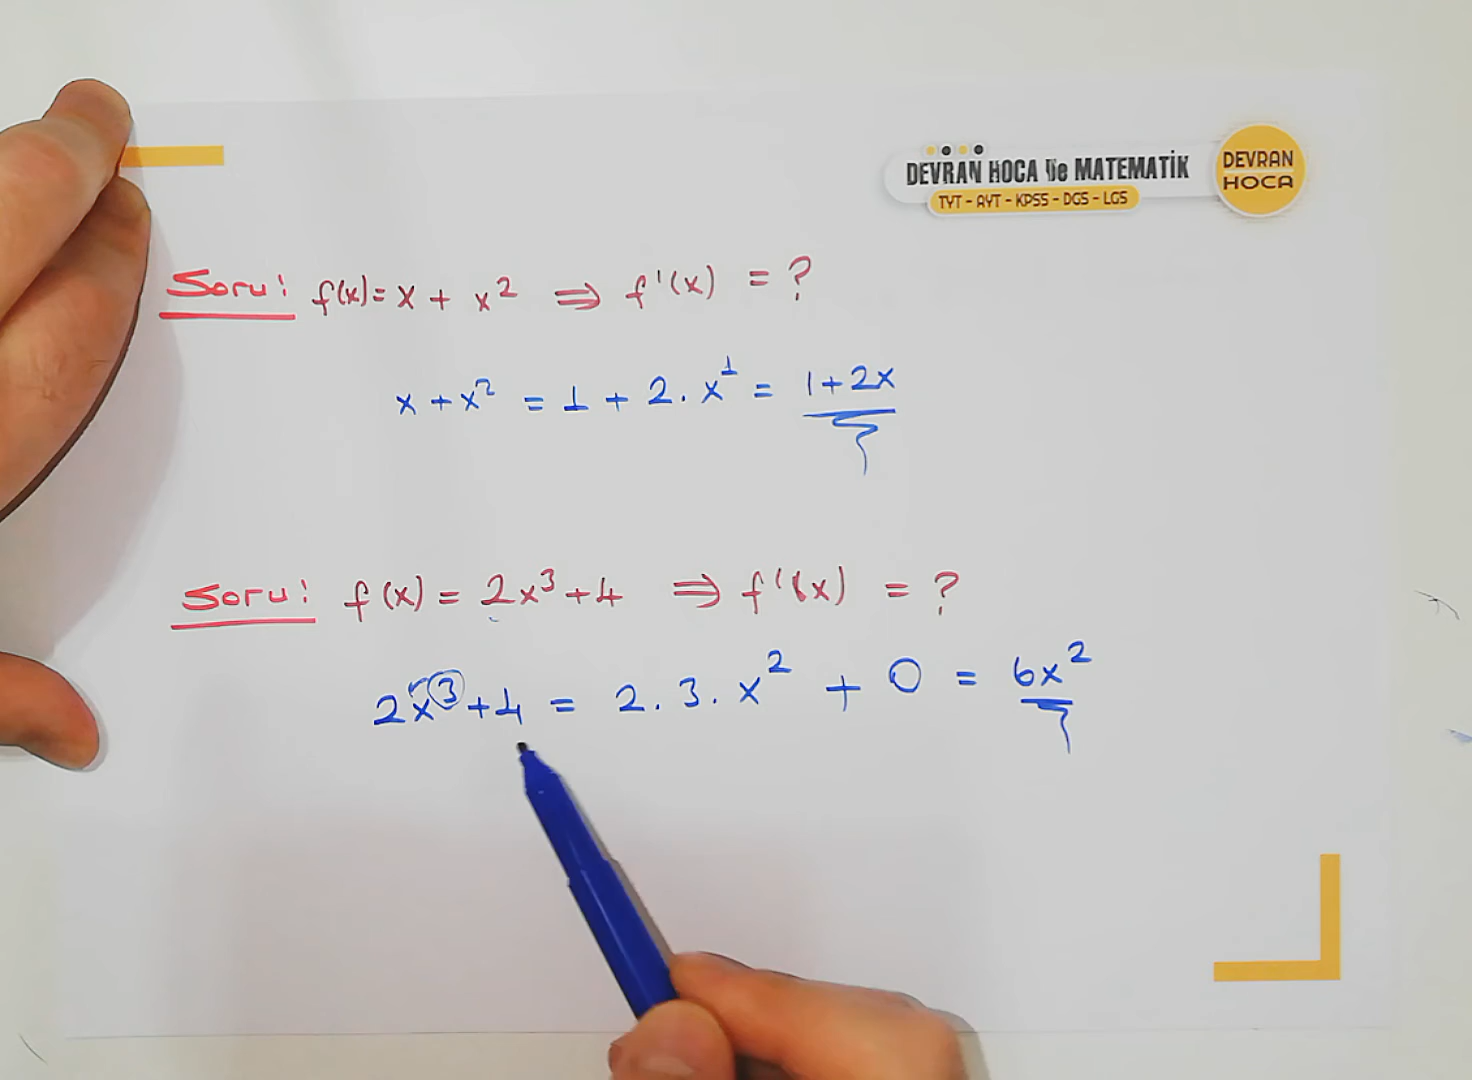 DEVRAN HOCA ile MATEMATİK
TYT - AYT - KPSS - DGS - LGS
DEVRAN
HOCA
Soru: f(x) = x + x² ⇒ f'(x) = ?
x + x² = 1 + 2 . x¹ = 1 + 2x
Soru: f(x) = 2x³ + 4 ⇒ f'(x) = ?
2x³ + 4 = 2 . 3 . x² + 0 = 6x²